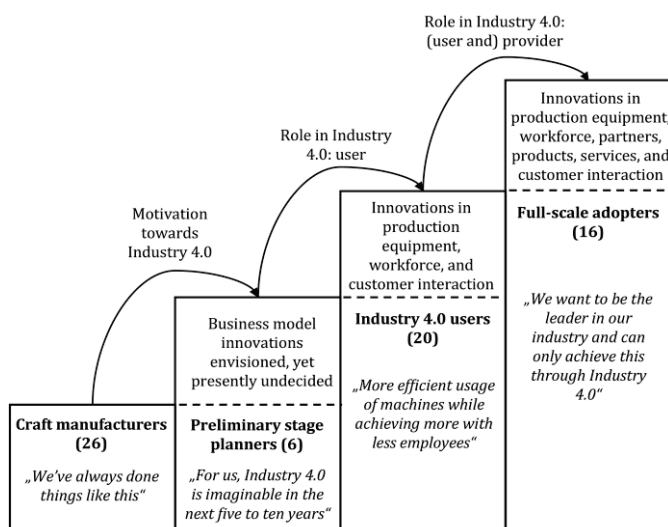 Role in Industry 4.0:
(user and) provider
Innovations in
production equipment,
workforce, partners,
products, services, and
customer interaction
Full-scale adopters
(16)
„We want to be the
leader in our
industry and can
only achieve this
through Industry
4.0“
Role in Industry
4.0: user
Innovations in
production
equipment,
workforce, and
customer interaction
Industry 4.0 users
(20)
„More efficient usage
of machines while
achieving more with
less employees“
Motivation
towards
Industry 4.0
Business model
innovations
envisioned, yet
presently undecided
Preliminary stage
planners (6)
„For us, Industry 4.0
is imaginable in the
next five to ten years“
Craft manufacturers
(26)
„We’ve always done
things like this“